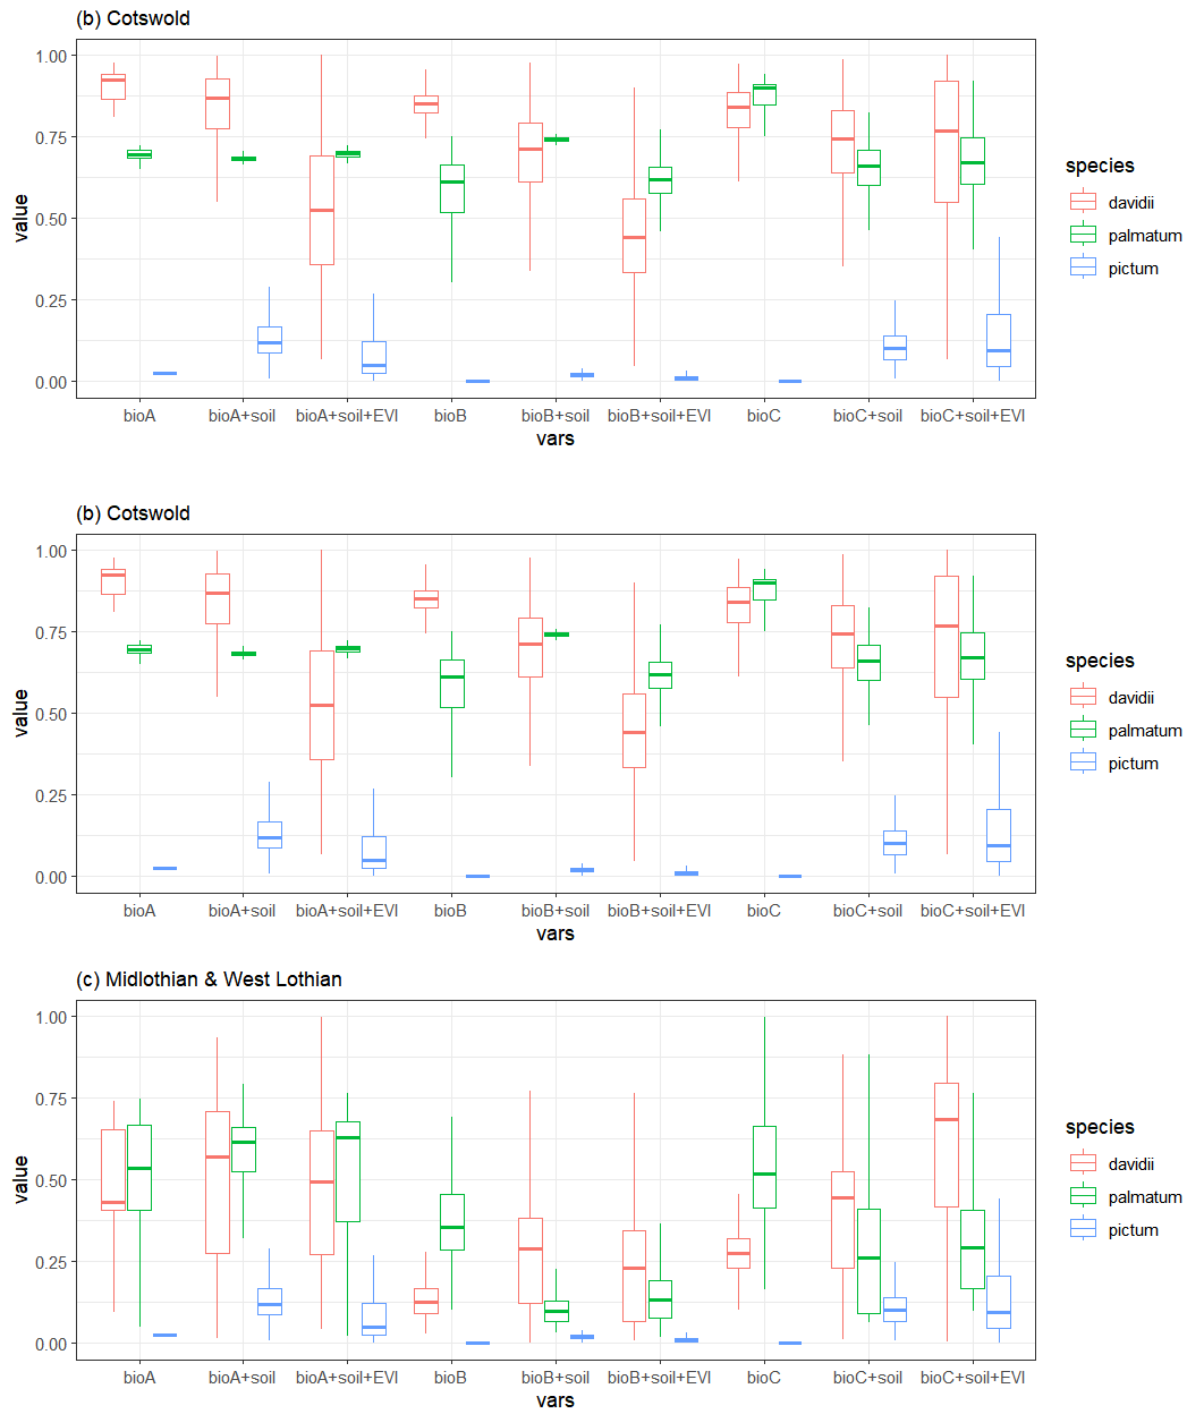 (b) Cotswold
1.00
0.75
0.50
0.25
0.00
value
bioA bioA+soil bioA+soil+EVI bioB bioB+soil bioB+soil+EVI bioC bioC+soil bioC+soil+EVI
vars
species
davidii
palmatum
pictum
(b) Cotswold
1.00
0.75
0.50
0.25
0.00
value
bioA bioA+soil bioA+soil+EVI bioB bioB+soil bioB+soil+EVI bioC bioC+soil bioC+soil+EVI
vars
species
davidii
palmatum
pictum
(c) Midlothian & West Lothian
1.00
0.75
0.50
0.25
0.00
value
bioA bioA+soil bioA+soil+EVI bioB bioB+soil bioB+soil+EVI bioC bioC+soil bioC+soil+EVI
vars
species
davidii
palmatum
pictum